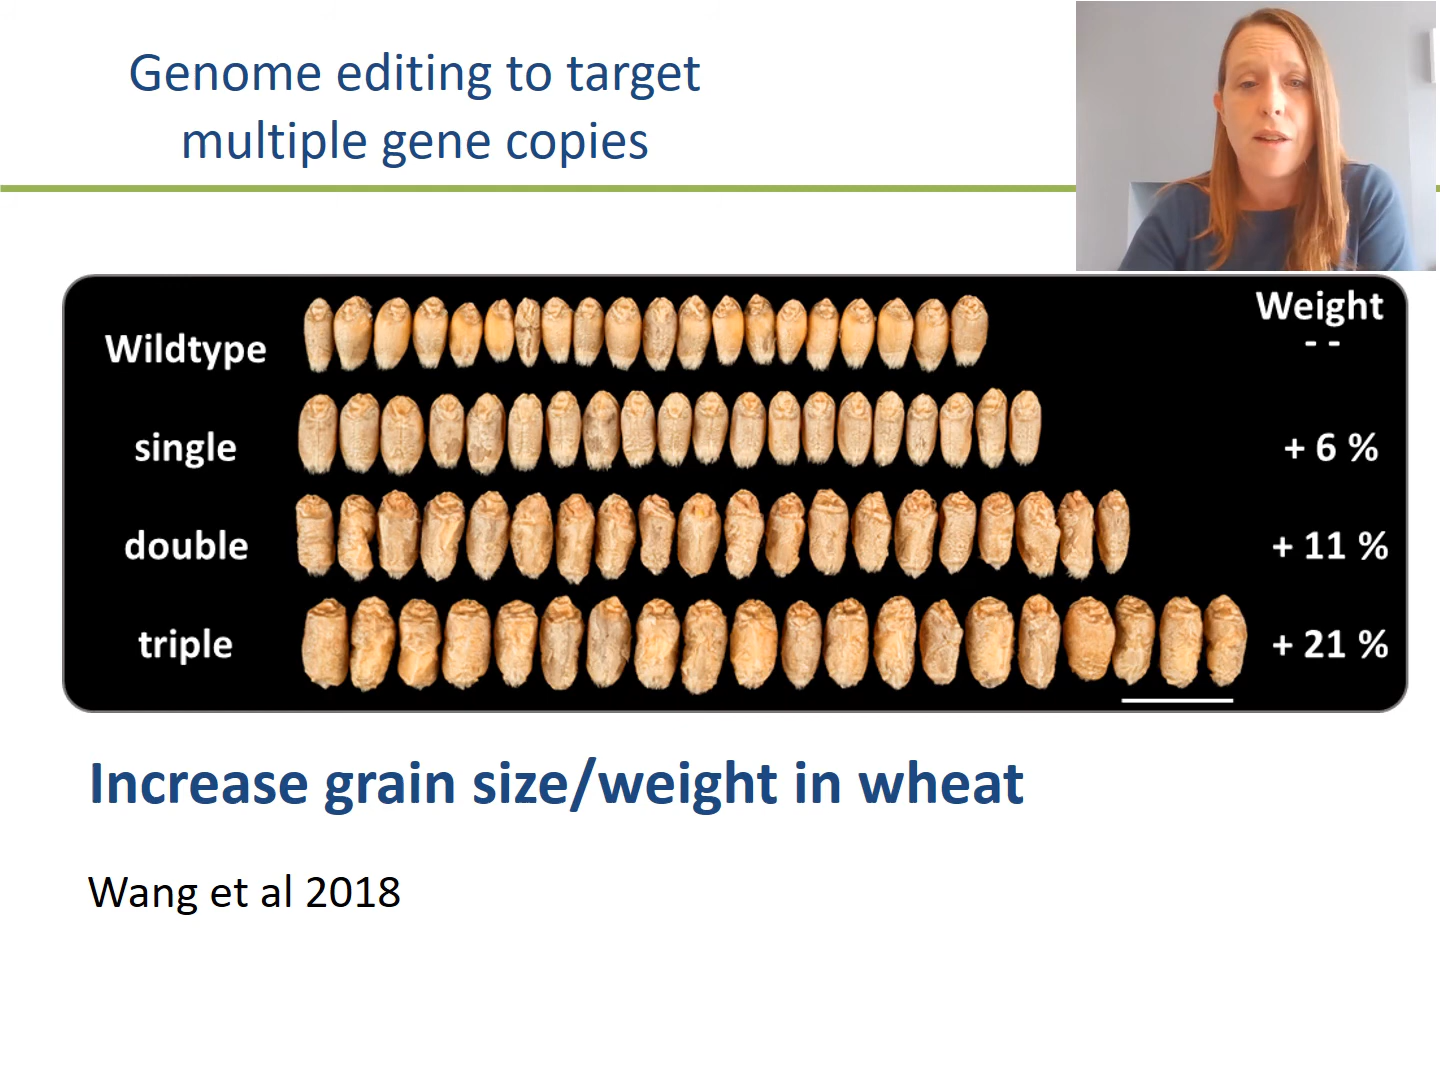 Genome editing to target
multiple gene copies
Weight
Wildtype - -
single + 6 %
double + 11 %
triple + 21 %
Increase grain size/weight in wheat
Wang et al 2018